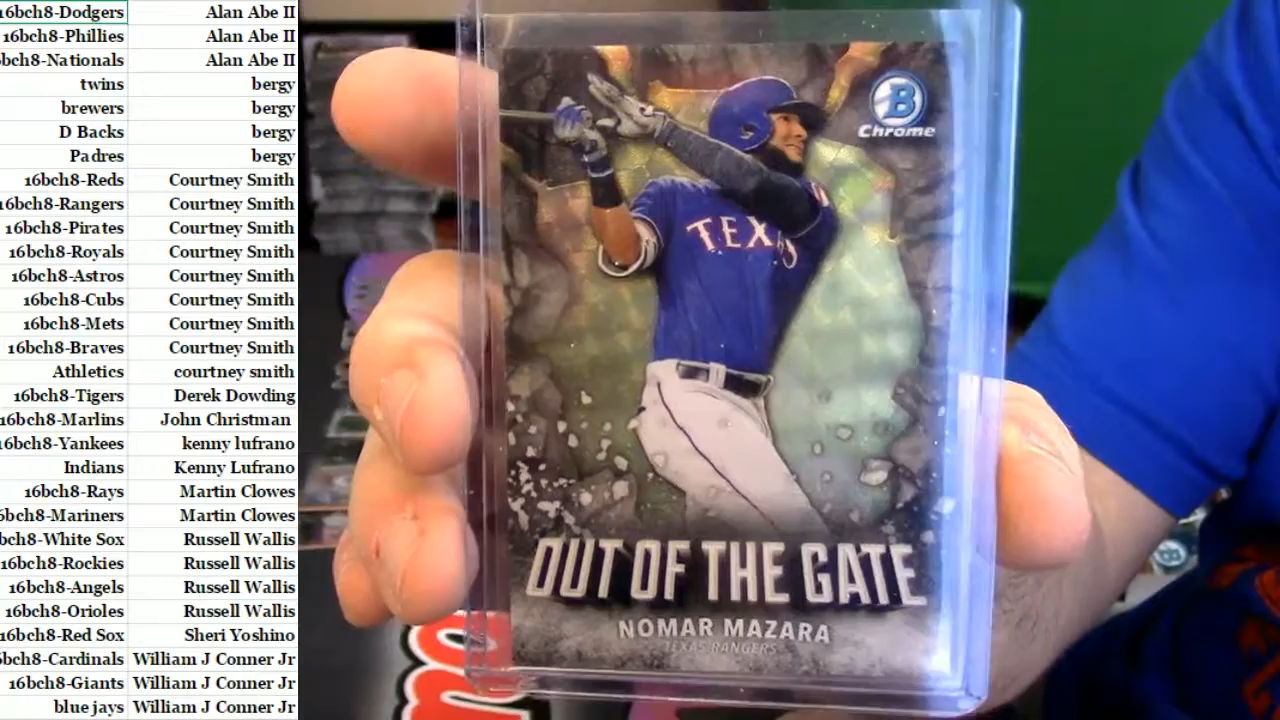 16bch8-Dodgers Alan Abe II
16bch8-Phillies Alan Abe II
bch8-Nationals Alan Abe II
twins bergy
brewers bergy
D Backs bergy
Padres bergy
16bch8-Reds Courtney Smith
16bch8-Rangers Courtney Smith
16bch8-Pirates Courtney Smith
16bch8-Royals Courtney Smith
16bch8-Astros Courtney Smith
16bch8-Cubs Courtney Smith
16bch8-Mets Courtney Smith
16bch8-Braves Courtney Smith
Athletics courtney smith
16bch8-Tigers Derek Dowding
16bch8-Marlins John Christman
16bch8-Yankees kenny lufrano
Indians Kenny Lufrano
16bch8-Rays Martin Clowes
6bch8-Mariners Martin Clowes
bch8-White Sox Russell Wallis
16bch8-Rockies Russell Wallis
16bch8-Angels Russell Wallis
16bch8-Orioles Russell Wallis
16bch8-Red Sox Sheri Yoshino
6bch8-Cardinals William J Conner Jr
16bch8-Giants William J Conner Jr
blue jays William J Conner Jr
B
Chrome
TEXAS
OUT OF THE GATE
NOMAR MAZARA
TEXAS RANGERS